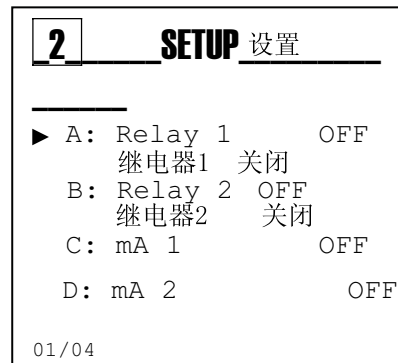 2 SETUP 设置
▶ A: Relay 1 OFF
继电器1 关闭
B: Relay 2 OFF
继电器2 关闭
C: mA 1 OFF
D: mA 2 OFF
01/04